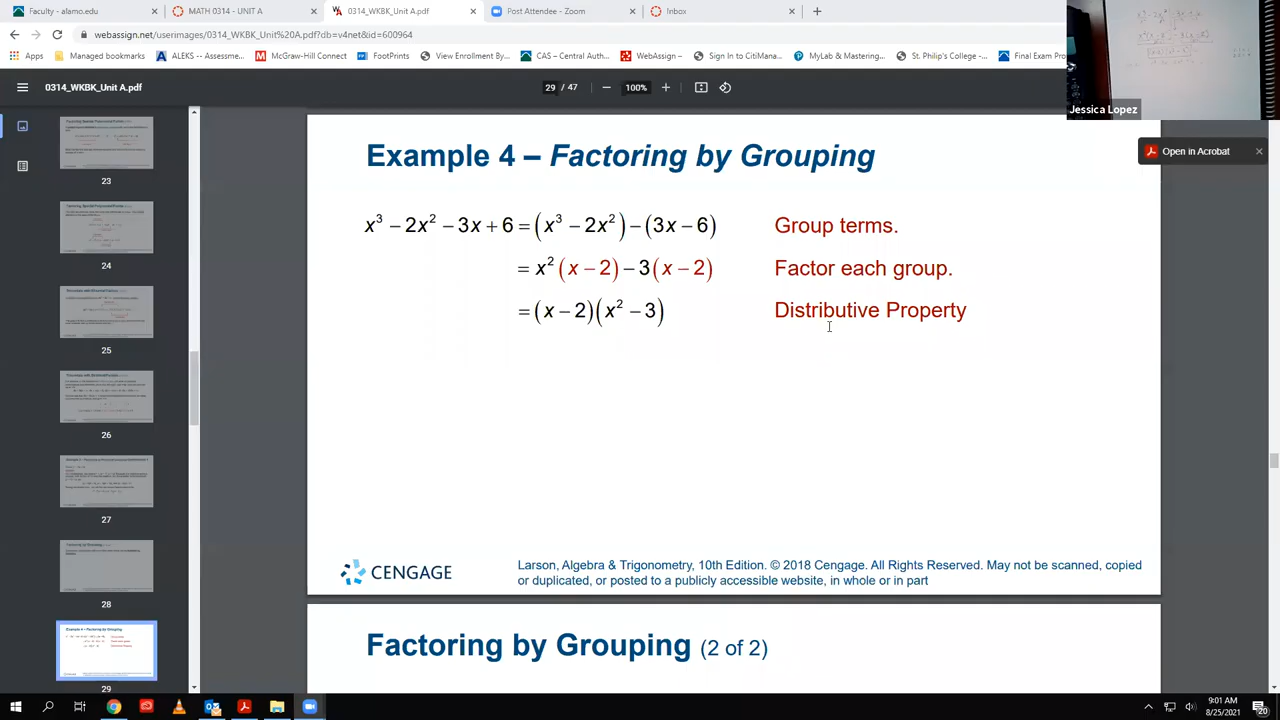 Faculty - alamo.edu
MATH 0314 - UNIT A
0314_WKBK_Unit A.pdf
Post Attendee - Zoom
Inbox
webassign.net/userimages/0314_WKBK_Unit%20A.pdf?db=v4net&id=600964
Managed bookmarks
ALEKS -- Assessme...
McGraw-Hill Connect
FootPrints
View Enrollment By...
CAS – Central Auth...
WebAssign –
Sign In to CitiMana...
MyLab & Mastering...
St. Philip's College -...
Final Exam
Jessica Lopez
0314_WKBK_Unit A.pdf
29 / 47
100%
Open in Acrobat
23
24
25
26
27
28
29
Example 4 – Factoring by Grouping
x³ − 2x² − 3x + 6 = (x³ − 2x²) − (3x − 6) Group terms.
= x²(x − 2) − 3(x − 2) Factor each group.
= (x − 2)(x² − 3) Distributive Property
CENGAGE
Larson, Algebra & Trigonometry, 10th Edition. © 2018 Cengage. All Rights Reserved. May not be scanned, copied
or duplicated, or posted to a publicly accessible website, in whole or in part
Factoring by Grouping (2 of 2)
9:01 AM
8/25/2021
20